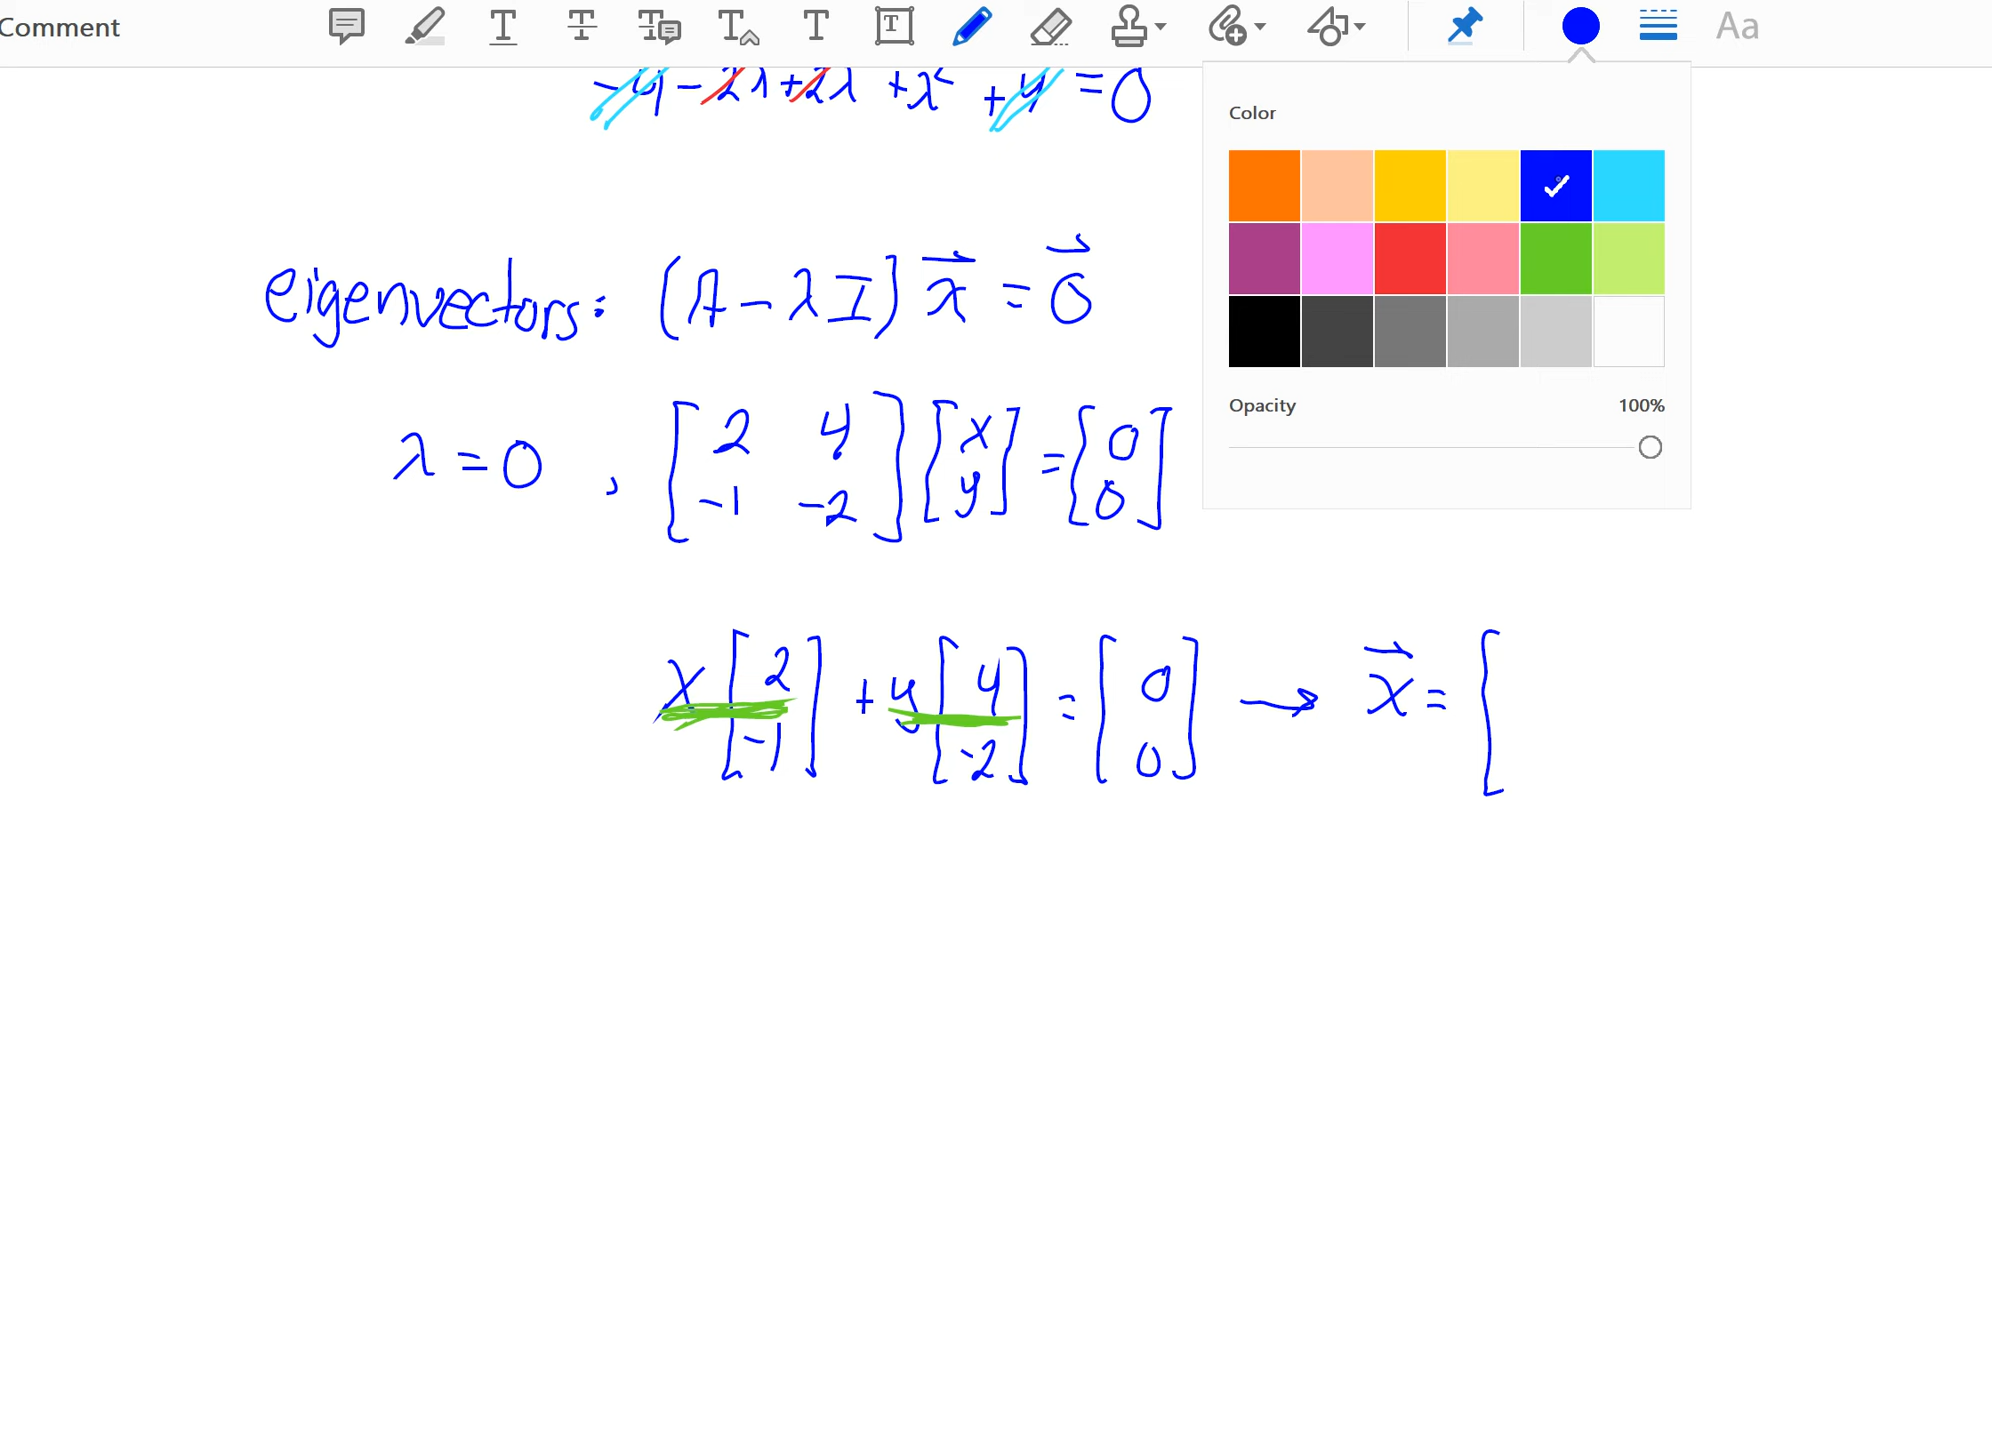 Comment T T T T T T Aa
-4 - 2λ + 2λ + λ² + 4 = 0
Color
eigenvectors: (A - λI) x⃗ = 0⃗
Opacity 100%
λ = 0 , [2 4; -1 -2] [x; y] = [0; 0]
x [2; -1] + y [4; -2] = [0; 0] → x⃗ = [